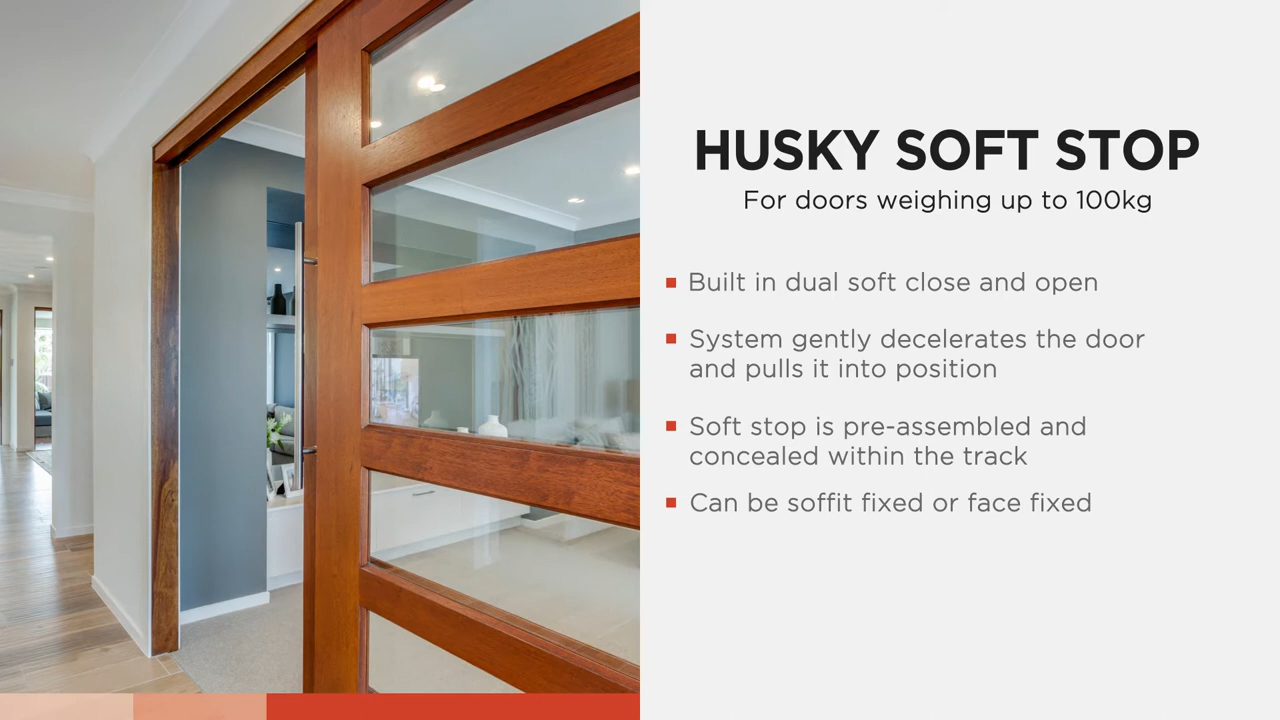 HUSKY SOFT STOP
For doors weighing up to 100kg
Built in dual soft close and open
System gently decelerates the door
and pulls it into position
Soft stop is pre-assembled and
concealed within the track
Can be soffit fixed or face fixed